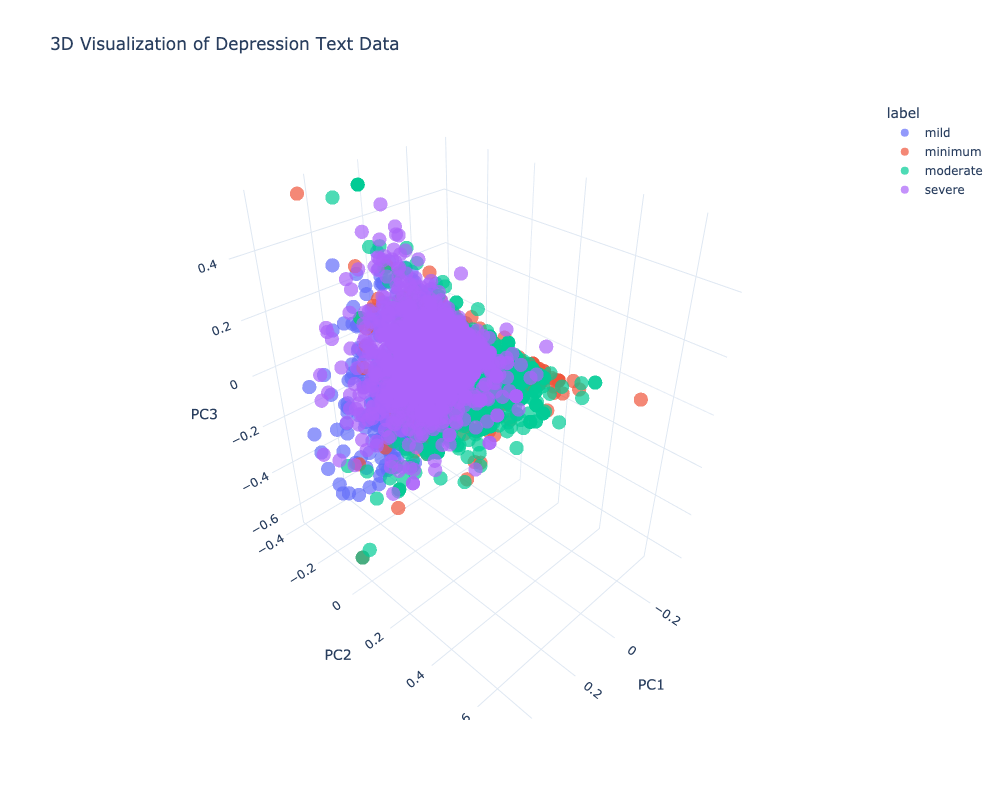 3D Visualization of Depression Text Data
label
mild
minimum
moderate
severe
0.4
0.2
0
−0.2
−0.4
−0.6
PC3
−0.4
−0.2
0
0.2
0.4
PC2
−0.2
0
0.2
PC1